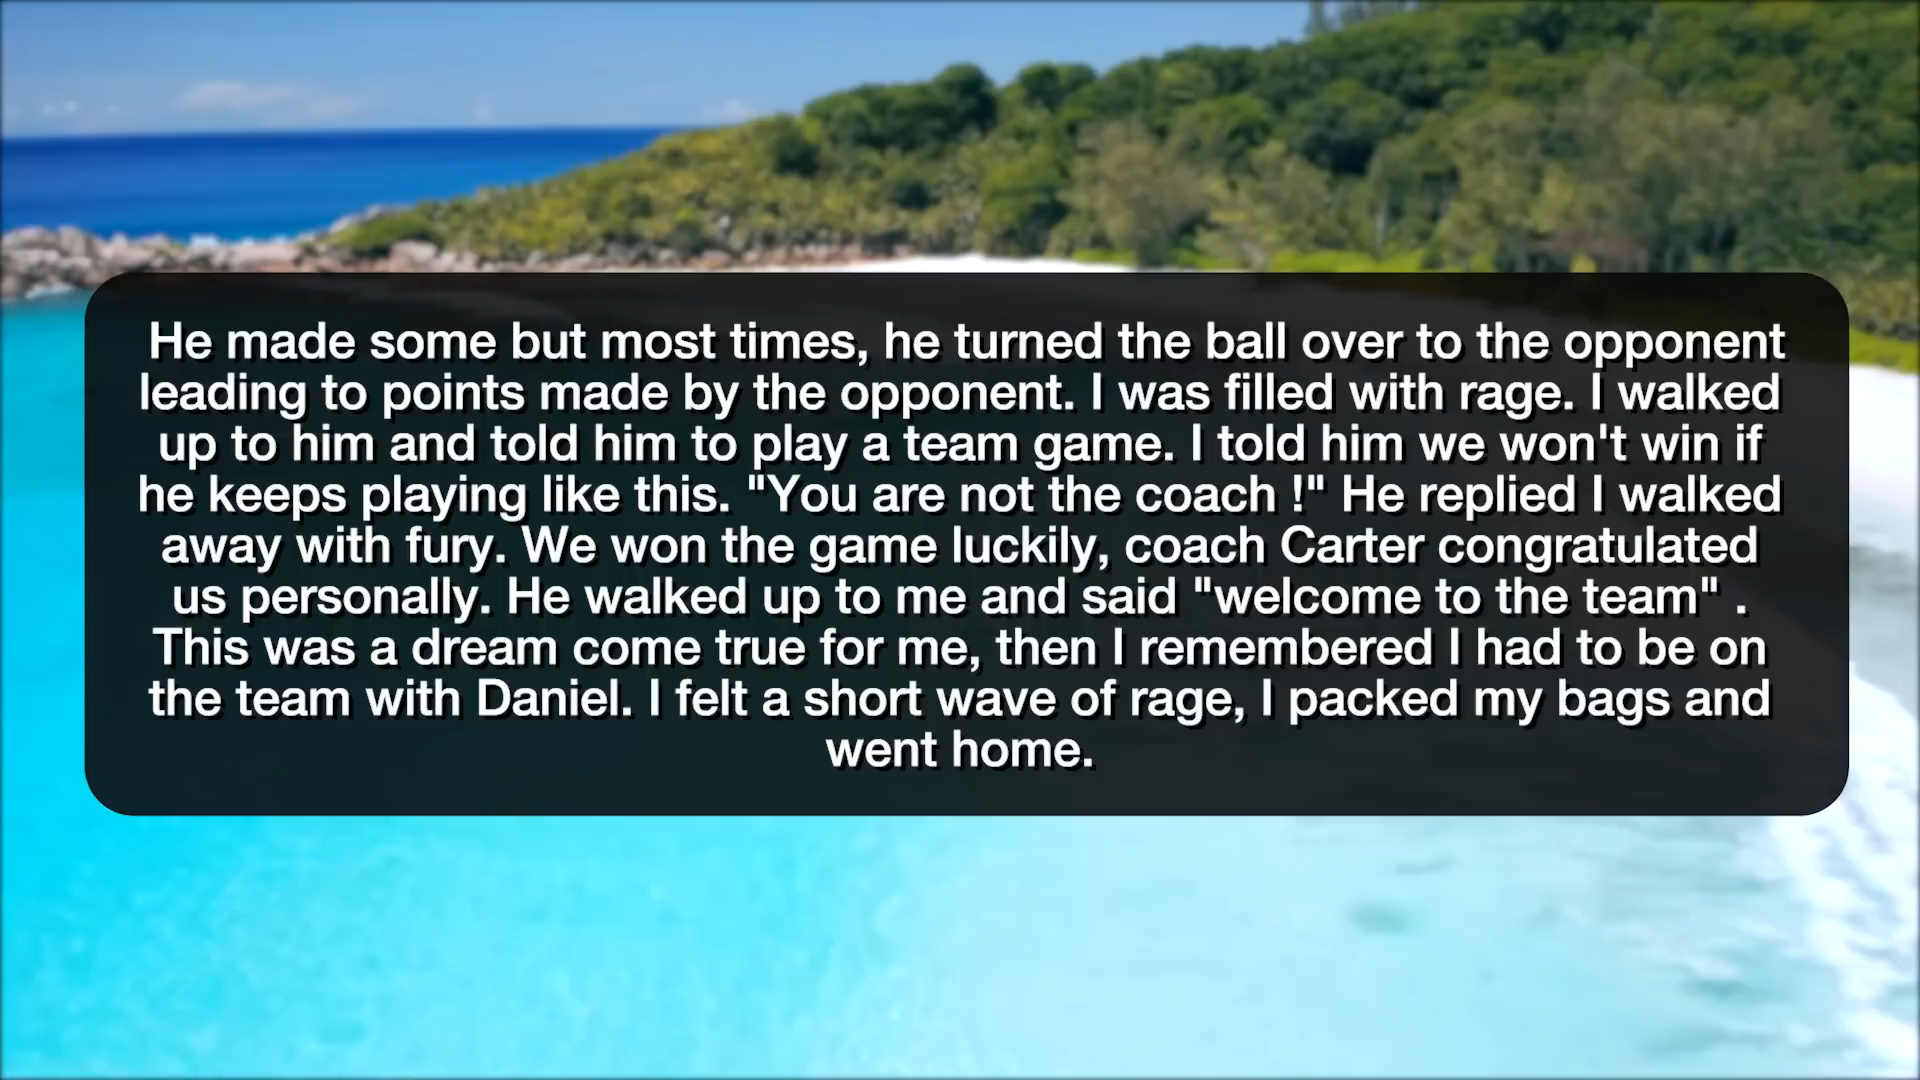 He made some but most times, he turned the ball over to the opponent
leading to points made by the opponent. I was filled with rage. I walked
up to him and told him to play a team game. I told him we won't win if
he keeps playing like this. "You are not the coach !" He replied I walked
away with fury. We won the game luckily, coach Carter congratulated
us personally. He walked up to me and said "welcome to the team" .
This was a dream come true for me, then I remembered I had to be on
the team with Daniel. I felt a short wave of rage, I packed my bags and
went home.